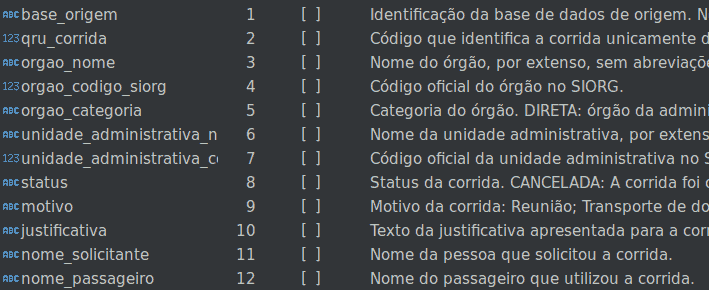 ABC base_origem 1 [ ] Identificação da base de dados de origem. N
123 qru_corrida 2 [ ] Código que identifica a corrida unicamente d
ABC orgao_nome 3 [ ] Nome do órgão, por extenso, sem abreviaçõe
123 orgao_codigo_siorg 4 [ ] Código oficial do órgão no SIORG.
ABC orgao_categoria 5 [ ] Categoria do órgão. DIRETA: órgão da admini
ABC unidade_administrativa_n 6 [ ] Nome da unidade administrativa, por extens
123 unidade_administrativa_co 7 [ ] Código oficial da unidade administrativa no S
ABC status 8 [ ] Status da corrida. CANCELADA: A corrida foi c
ABC motivo 9 [ ] Motivo da corrida: Reunião; Transporte de do
ABC justificativa 10 [ ] Texto da justificativa apresentada para a corr
ABC nome_solicitante 11 [ ] Nome da pessoa que solicitou a corrida.
ABC nome_passageiro 12 [ ] Nome do passageiro que utilizou a corrida.